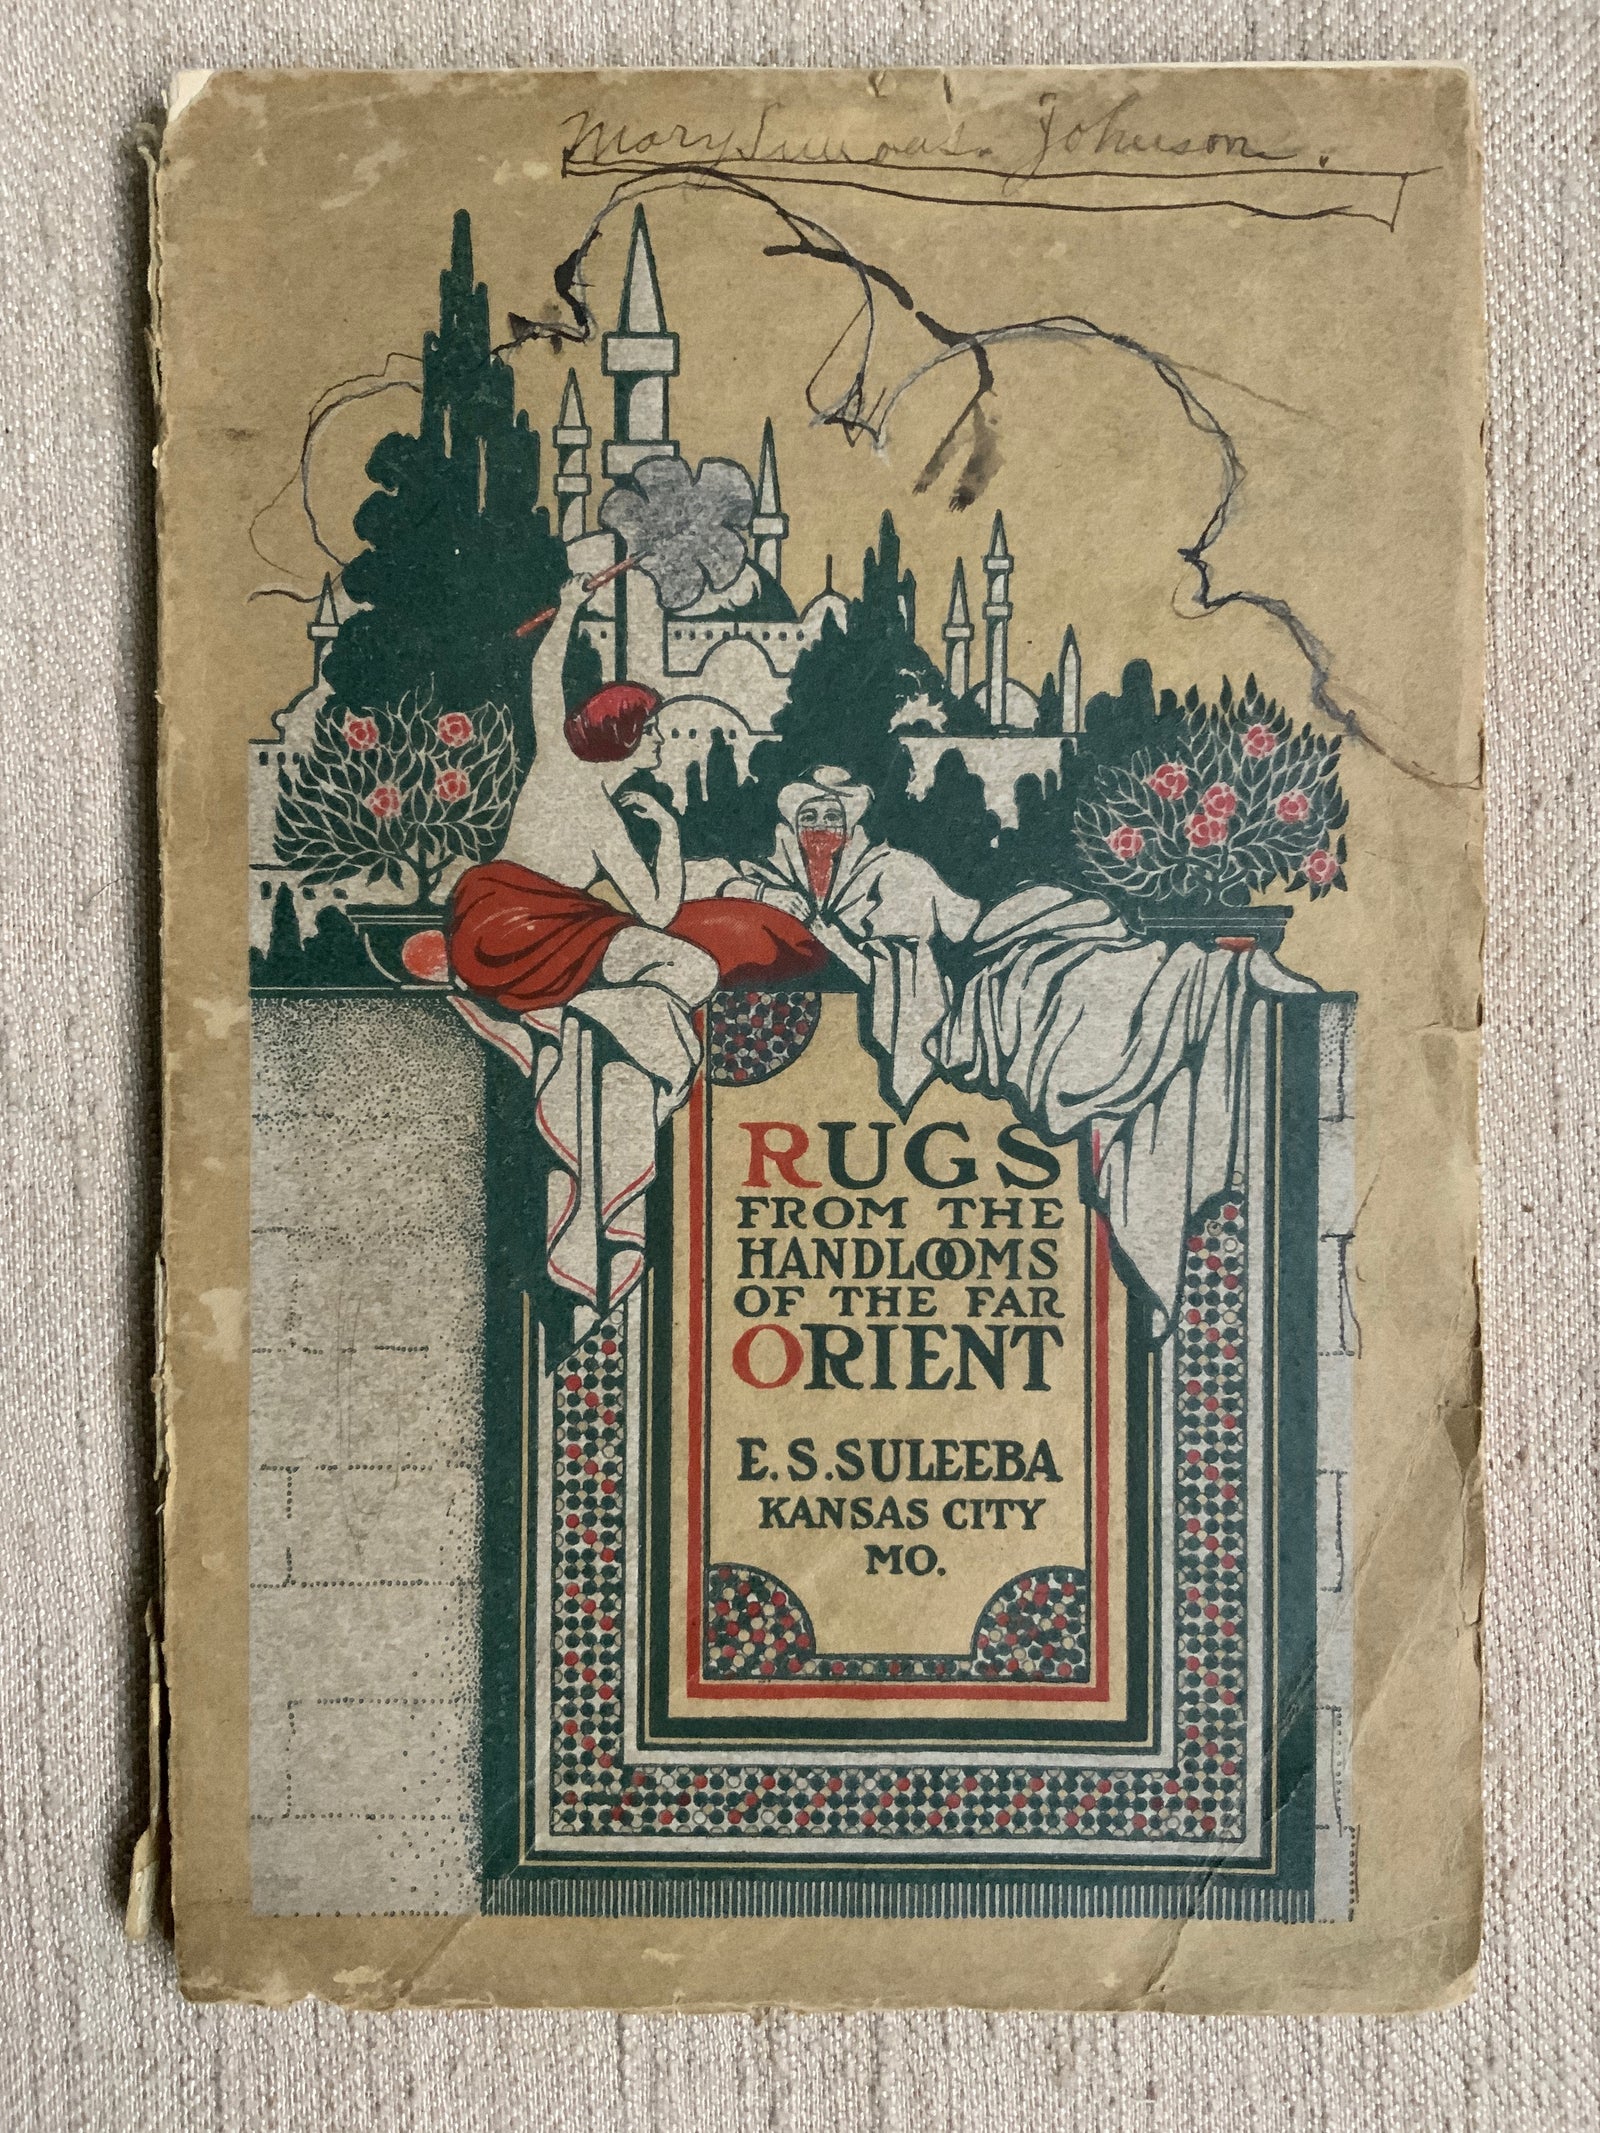 Mary Johnson.
RUGS
FROM THE
HANDLOOMS
OF THE FAR
ORIENT
E. S. SULEEBA
KANSAS CITY
MO.